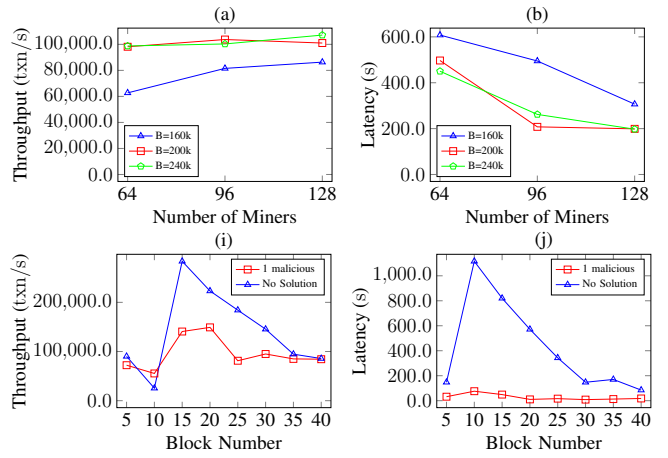 (a)
Throughput (txn/s)
100,000.0
80,000.0
60,000.0
40,000.0
20,000.0
0.0
B=160k
B=200k
B=240k
64
96
128
Number of Miners
(b)
Latency (s)
600.0
400.0
200.0
0.0
B=160k
B=200k
B=240k
64
96
128
Number of Miners
(i)
Throughput (txn/s)
200,000.0
100,000.0
0.0
1 malicious
No Solution
5 10 15 20 25 30 35 40
Block Number
(j)
Latency (s)
1,000.0
800.0
600.0
400.0
200.0
0.0
1 malicious
No Solution
5 10 15 20 25 30 35 40
Block Number